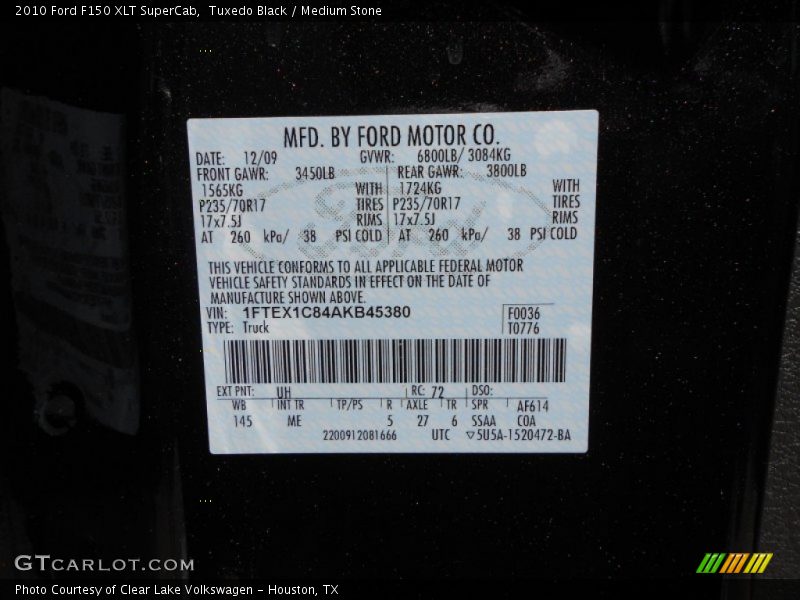 2010 Ford F150 XLT SuperCab,  Tuxedo Black / Medium Stone
MFD. BY FORD MOTOR CO.
DATE: 12/09 GVWR: 6800LB/ 3084KG
FRONT GAWR: 3450LB REAR GAWR: 3800LB
1565KG WITH 1724KG WITH
P235/70R17 TIRES P235/70R17 TIRES
17x7.5J RIMS 17x7.5J RIMS
AT 260 kPa/ 38 PSI COLD AT 260 kPa/ 38 PSI COLD
THIS VEHICLE CONFORMS TO ALL APPLICABLE FEDERAL MOTOR
VEHICLE SAFETY STANDARDS IN EFFECT ON THE DATE OF
MANUFACTURE SHOWN ABOVE.
VIN: 1FTEX1C84AKB45380 F0036
TYPE: Truck T0776
EXT PNT: UH RC: 72 DSO:
WB INT TR TP/PS R AXLE TR SPR AF614
145 ME 5 27 6 SSAA COA
2200912081666 UTC ▽5U5A-1520472-BA
GTCARLOT.COM
Photo Courtesy of Clear Lake Volkswagen - Houston, TX